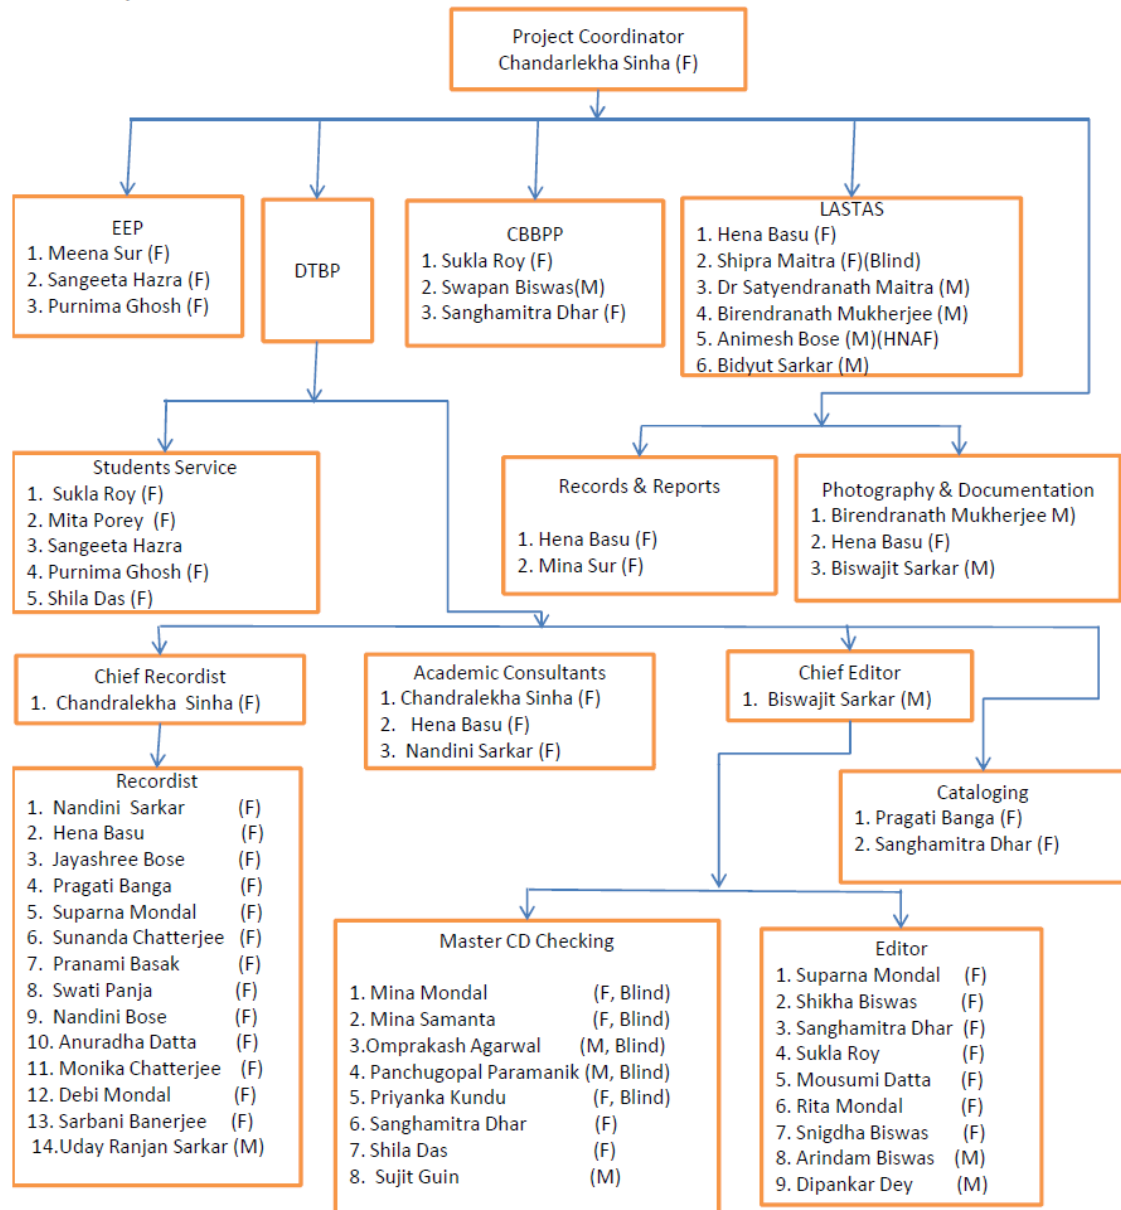 Project Coordinator
Chandarlekha Sinha (F)
EEP
1. Meena Sur (F)
2. Sangeeta Hazra (F)
3. Purnima Ghosh (F)
DTBP
CBBPP
1. Sukla Roy (F)
2. Swapan Biswas(M)
3. Sanghamitra Dhar (F)
LASTAS
1. Hena Basu (F)
2. Shipra Maitra (F)(Blind)
3. Dr Satyendranath Maitra (M)
4. Birendranath Mukherjee (M)
5. Animesh Bose (M)(HNAF)
6. Bidyut Sarkar (M)
Students Service
1. Sukla Roy (F)
2. Mita Porey (F)
3. Sangeeta Hazra
4. Purnima Ghosh (F)
5. Shila Das (F)
Records & Reports
1. Hena Basu (F)
2. Mina Sur (F)
Photography & Documentation
1. Birendranath Mukherjee M)
2. Hena Basu (F)
3. Biswajit Sarkar (M)
Chief Recordist
1. Chandralekha Sinha (F)
Academic Consultants
1. Chandralekha Sinha (F)
2. Hena Basu (F)
3. Nandini Sarkar (F)
Chief Editor
1. Biswajit Sarkar (M)
Recordist
1. Nandini Sarkar (F)
2. Hena Basu (F)
3. Jayashree Bose (F)
4. Pragati Banga (F)
5. Suparna Mondal (F)
6. Sunanda Chatterjee (F)
7. Pranami Basak (F)
8. Swati Panja (F)
9. Nandini Bose (F)
10. Anuradha Datta (F)
11. Monika Chatterjee (F)
12. Debi Mondal (F)
13. Sarbani Banerjee (F)
14.Uday Ranjan Sarkar (M)
Cataloging
1. Pragati Banga (F)
2. Sanghamitra Dhar (F)
Master CD Checking
1. Mina Mondal (F, Blind)
2. Mina Samanta (F, Blind)
3.Omprakash Agarwal (M, Blind)
4. Panchugopal Paramanik (M, Blind)
5. Priyanka Kundu (F, Blind)
6. Sanghamitra Dhar (F)
7. Shila Das (F)
8. Sujit Guin (M)
Editor
1. Suparna Mondal (F)
2. Shikha Biswas (F)
3. Sanghamitra Dhar (F)
4. Sukla Roy (F)
5. Mousumi Datta (F)
6. Rita Mondal (F)
7. Snigdha Biswas (F)
8. Arindam Biswas (M)
9. Dipankar Dey (M)